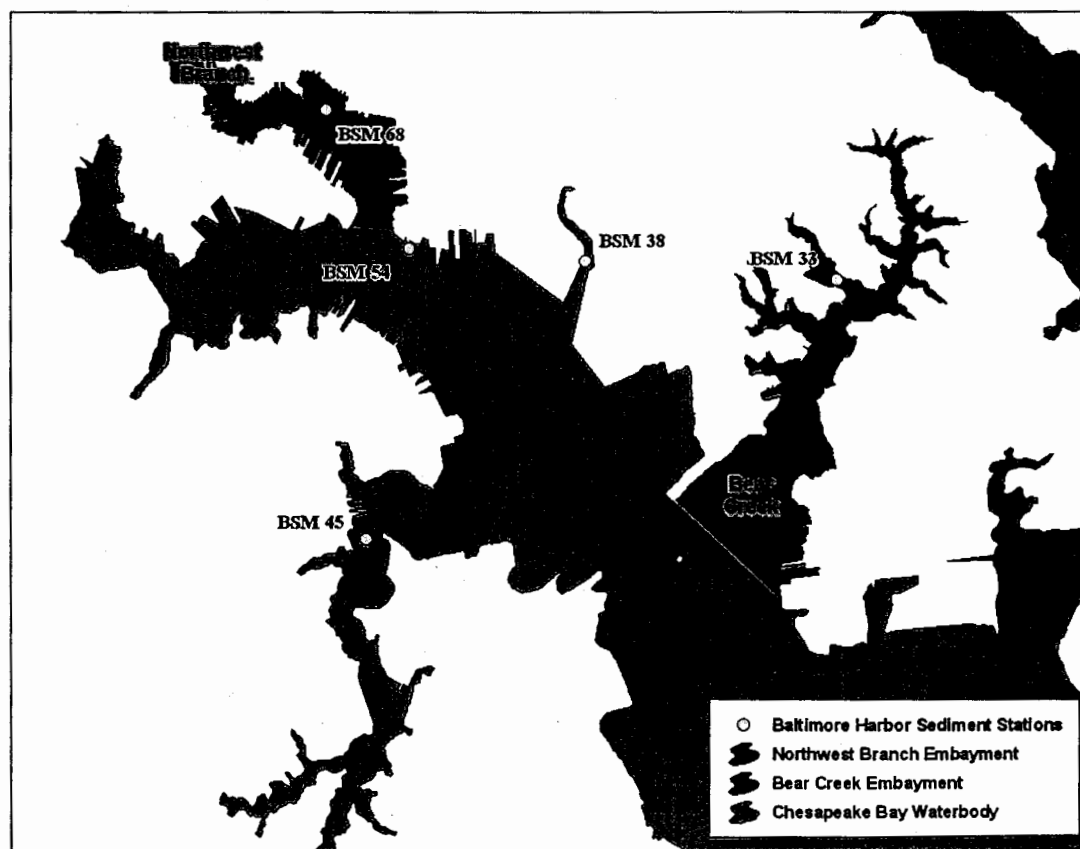 Northwest
Branch
BSM 68
BSM 38
BSM 54
BSM 33
Bear
Creek
BSM 45
Baltimore Harbor Sediment Stations
Northwest Branch Embayment
Bear Creek Embayment
Chesapeake Bay Waterbody